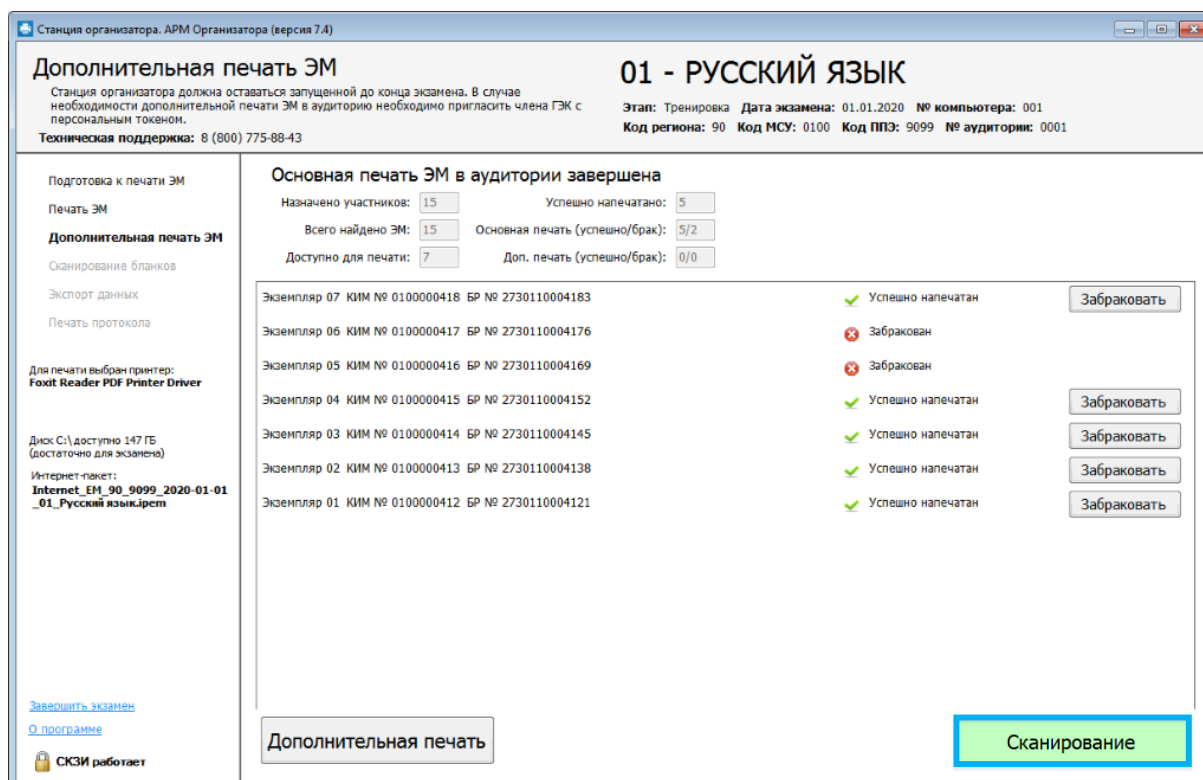 Станция организатора. АРМ Организатора (версия 7.4)
Дополнительная печать ЭМ
Станция организатора должна оставаться запущенной до конца экзамена. В случае
необходимости дополнительной печати ЭМ в аудиторию необходимо пригласить члена ГЭК с
персональным токеном.
Техническая поддержка: 8 (800) 775-88-43
01 - РУССКИЙ ЯЗЫК
Этап: Тренировка Дата экзамена: 01.01.2020 № компьютера: 001
Код региона: 90 Код МСУ: 0100 Код ППЭ: 9099 № аудитории: 0001
Подготовка к печати ЭМ
Печать ЭМ
Дополнительная печать ЭМ
Сканирование бланков
Экспорт данных
Печать протокола
Для печати выбран принтер:
Foxit Reader PDF Printer Driver
Диск C:\ доступно 147 ГБ
(достаточно для экзамена)
Интернет-пакет:
Internet_EM_90_9099_2020-01-01
_01_Русский язык.ipem
Завершить экзамен
О программе
СКЗИ работает
Основная печать ЭМ в аудитории завершена
Назначено участников: 15 Успешно напечатано: 5
Всего найдено ЭМ: 15 Основная печать (успешно/брак): 5/2
Доступно для печати: 7 Доп. печать (успешно/брак): 0/0
Экземпляр 07 КИМ № 0100000418 БР № 2730110004183 Успешно напечатан Забраковать
Экземпляр 06 КИМ № 0100000417 БР № 2730110004176 Забракован
Экземпляр 05 КИМ № 0100000416 БР № 2730110004169 Забракован
Экземпляр 04 КИМ № 0100000415 БР № 2730110004152 Успешно напечатан Забраковать
Экземпляр 03 КИМ № 0100000414 БР № 2730110004145 Успешно напечатан Забраковать
Экземпляр 02 КИМ № 0100000413 БР № 2730110004138 Успешно напечатан Забраковать
Экземпляр 01 КИМ № 0100000412 БР № 2730110004121 Успешно напечатан Забраковать
Дополнительная печать
Сканирование